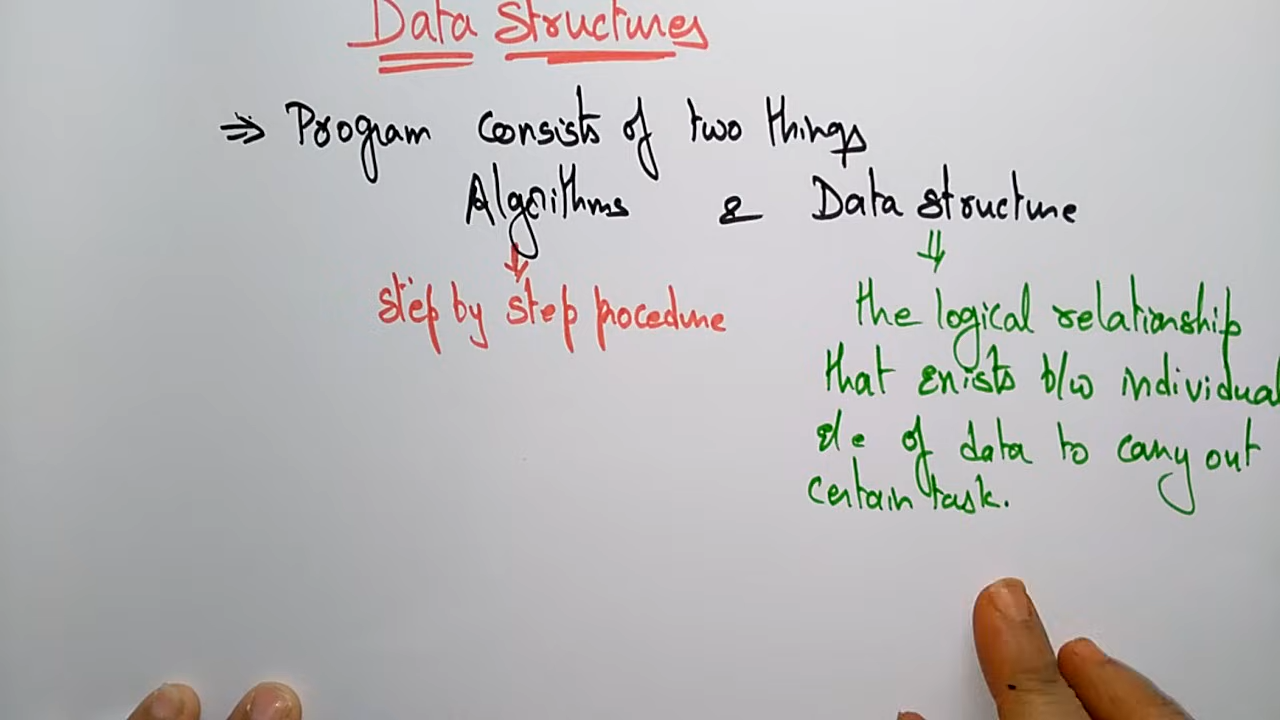 Data Structures
⇒ Program consists of two things
Algorithms & Data structure
step by step procedure
the logical relationship
that exists b/w individual
ele of data to carry out
certain task.